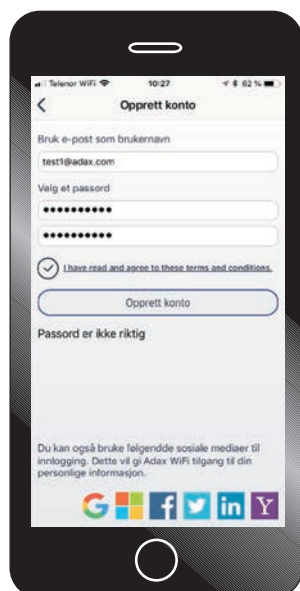 Telenor WiFi 10:27 62 %
Opprett konto
Bruk e-post som brukernavn
test1@adax.com
Velg et passord
I have read and agree to these terms and conditions.
Opprett konto
Passord er ikke riktig
Du kan også bruke følgendde sosiale mediaer til
innlogging. Dette vil gi Adax WiFi tilgang til din
personlige informasjon.
G f in Y